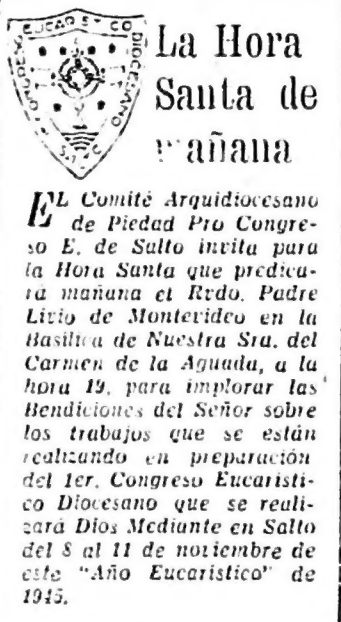 CONGRESO EUCARISTICO DIOCESANO
La Hora
Santa de
mañana
EL Comité Arquidiocesano
de Piedad Pro Congre-
so E. de Salto invita para
la Hora Santa que predica-
rá mañana el Rvdo. Padre
Livio de Montevideo en la
Basílica de Nuestra Sra. del
Carmen de la Aguada, a la
hora 19, para implorar las
Bendiciones del Señor sobre
los trabajos que se están
realizando en preparación
del 1er. Congreso Eucarísti-
co Diocesano que se reali-
zará Dios Mediante en Salto
del 8 al 11 de noviembre de
este "Año Eucarístico" de
1945.